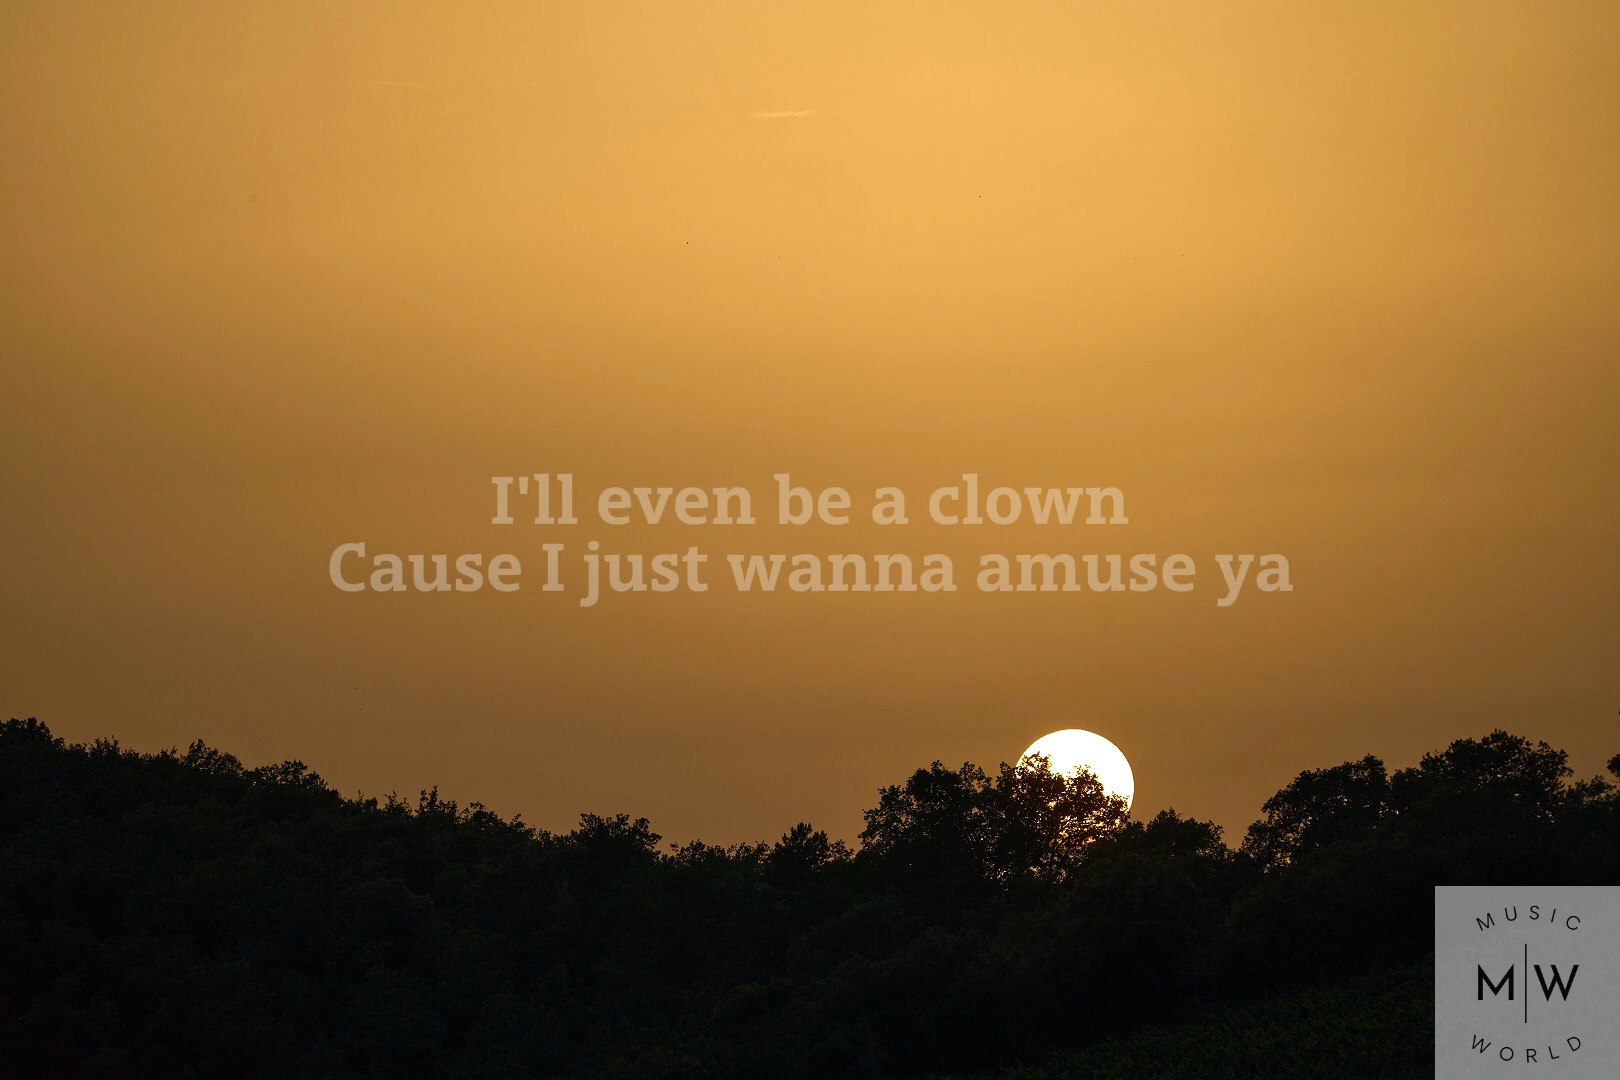 I'll even be a clown
Cause I just wanna amuse ya
MUSIC
M|W
WORLD